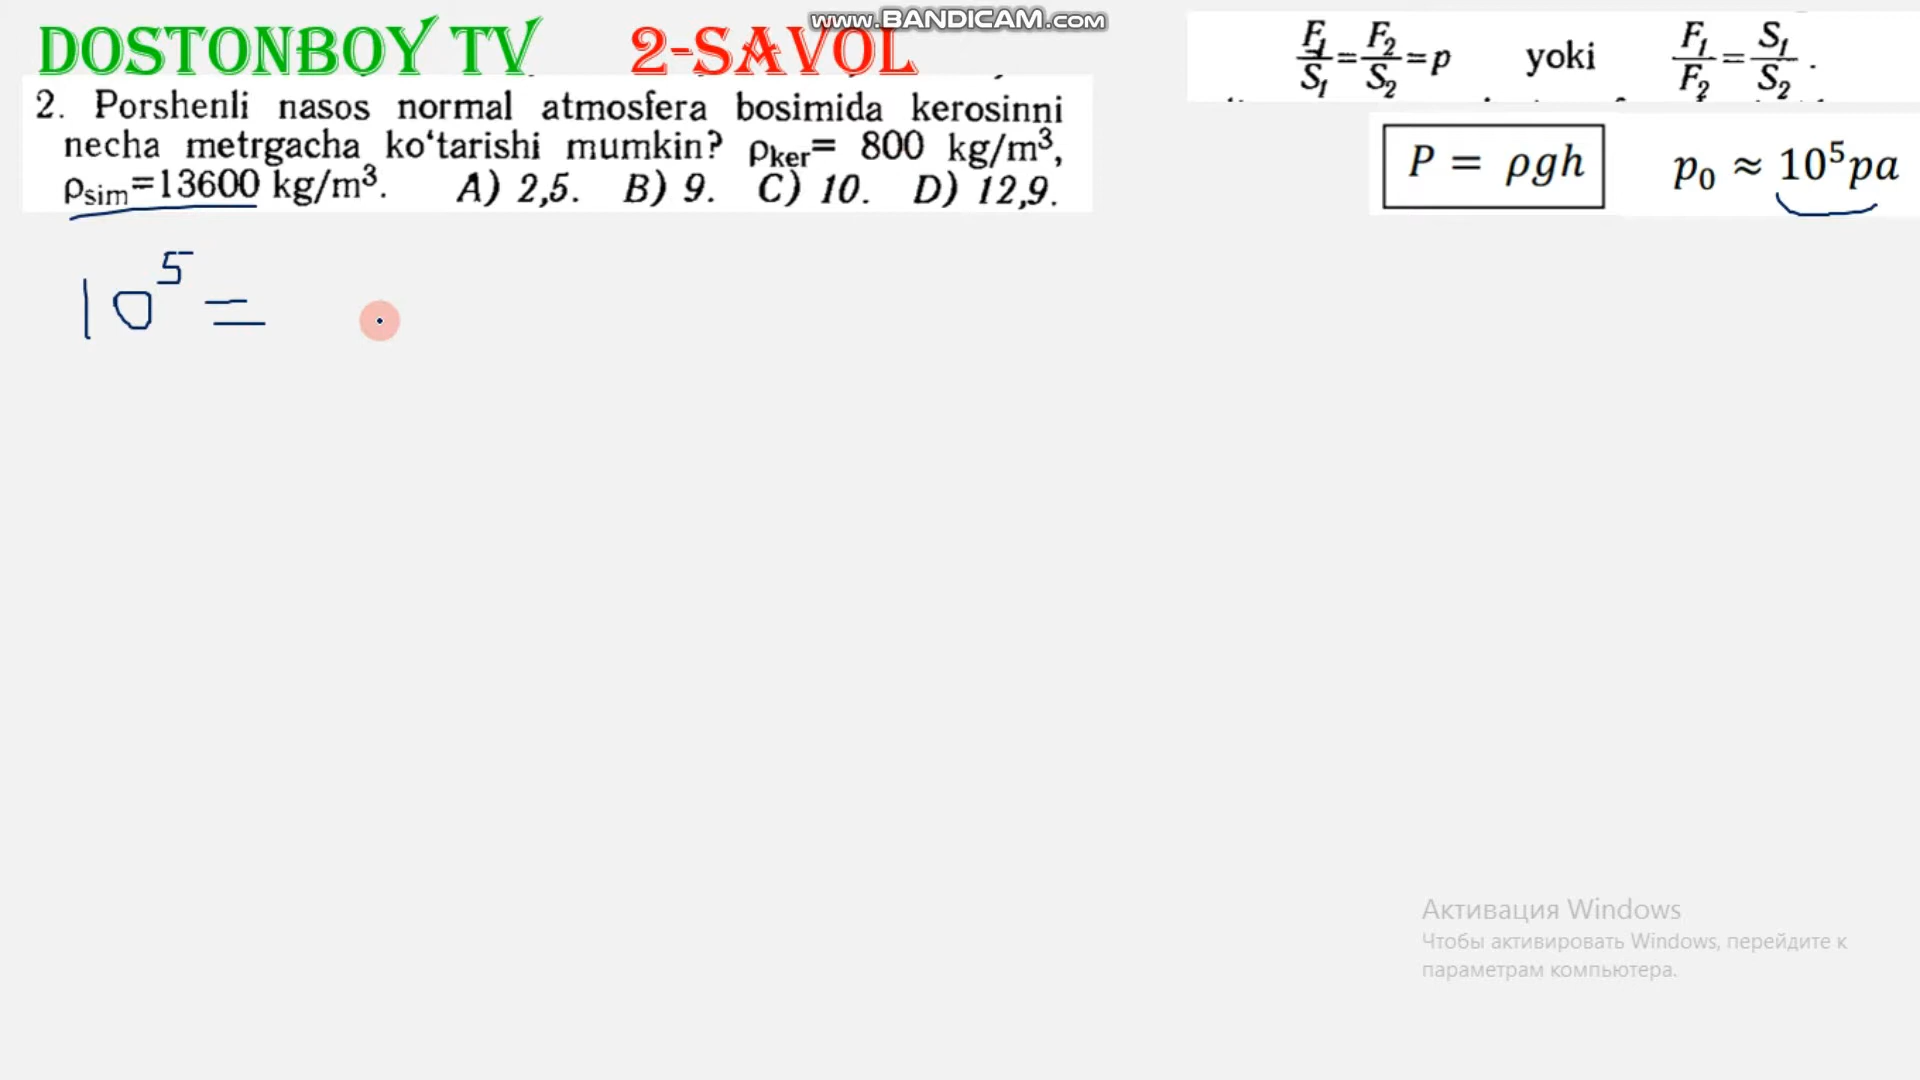 www.BANDICAM.com
DOSTONBOY TV 2-SAVOL
2. Porshenli nasos normal atmosfera bosimida kerosinni
necha metrgacha ko‘tarishi mumkin? ρker= 800 kg/m³,
ρsim=13600 kg/m³. A) 2,5. B) 9. C) 10. D) 12,9.
F₁/S₁=F₂/S₂=p yoki F₁/F₂=S₁/S₂.
P = ρgh p₀ ≈ 10⁵pa
10⁵=
Активация Windows
Чтобы активировать Windows, перейдите к
параметрам компьютера.